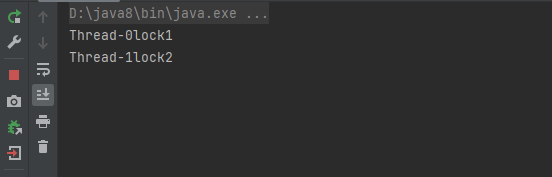 D:\java8\bin\java.exe ...
Thread-0lock1
Thread-1lock2